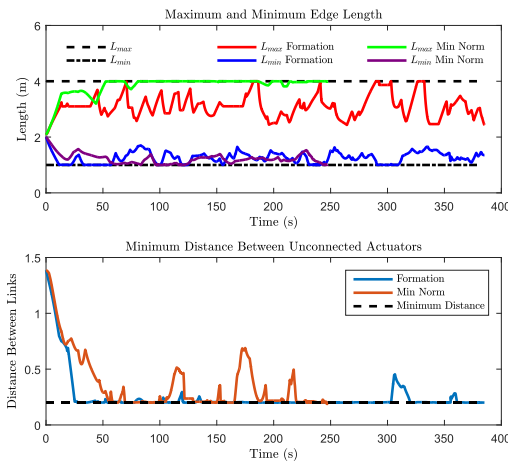 Maximum and Minimum Edge Length
6
4
2
0
Length (m)
L_max
L_max Formation
L_max Min Norm
L_min
L_min Formation
L_min Min Norm
0 50 100 150 200 250 300 350 400
Time (s)
Minimum Distance Between Unconnected Actuators
1.5
1
0.5
0
Distance Between Links
Formation
Min Norm
Minimum Distance
0 50 100 150 200 250 300 350 400
Time (s)